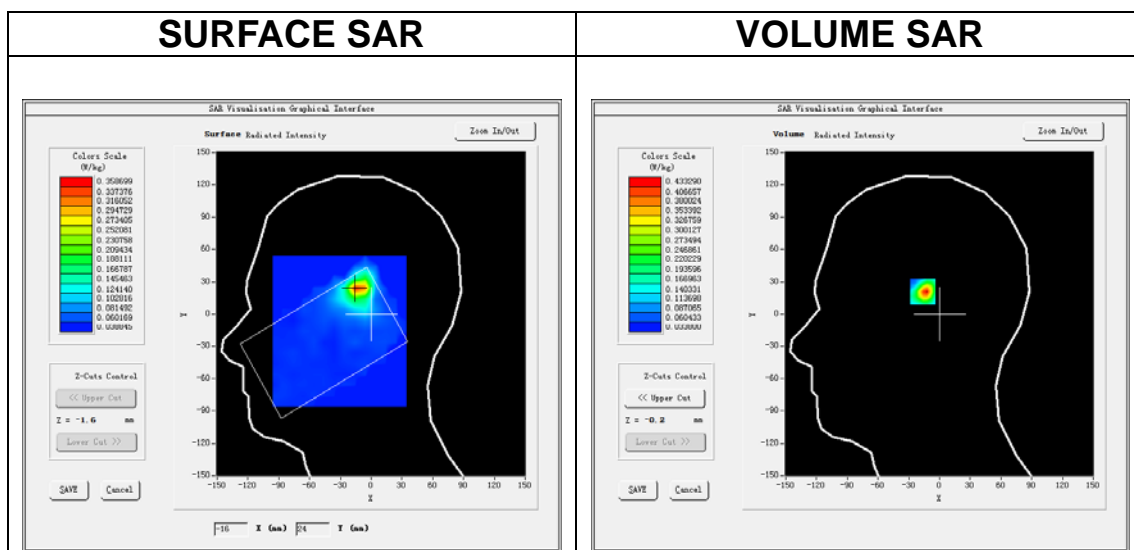 SURFACE SAR
VOLUME SAR
SAR Visualisation Graphical Interface
Surface Radiated Intensity
Zoom In/Out
Colors Scale
(W/kg)
0.358699
0.337376
0.316052
0.294729
0.273405
0.252081
0.230758
0.209434
0.188111
0.166787
0.145463
0.124140
0.102816
0.081492
0.060169
0.038845
150
120
90
60
30
0
-30
-60
-90
-120
-150
Y
-150 -120 -90 -60 -30 0 30 60 90 120 150
X
Z-Cuts Control
<< Upper Cut
Z = -1.6 mm
Lower Cut >>
SAVE
Cancel
-16 X (mm) 24 Y (mm)
SAR Visualisation Graphical Interface
Volume Radiated Intensity
Zoom In/Out
Colors Scale
(W/kg)
0.433290
0.406657
0.380024
0.353392
0.326759
0.300127
0.273494
0.246861
0.220229
0.193596
0.166963
0.140331
0.113698
0.087065
0.060433
0.033800
150
120
90
60
30
0
-30
-60
-90
-120
-150
Y
-150 -120 -90 -60 -30 0 30 60 90 120 150
X
Z-Cuts Control
<< Upper Cut
Z = -0.2 mm
Lower Cut >>
SAVE
Cancel